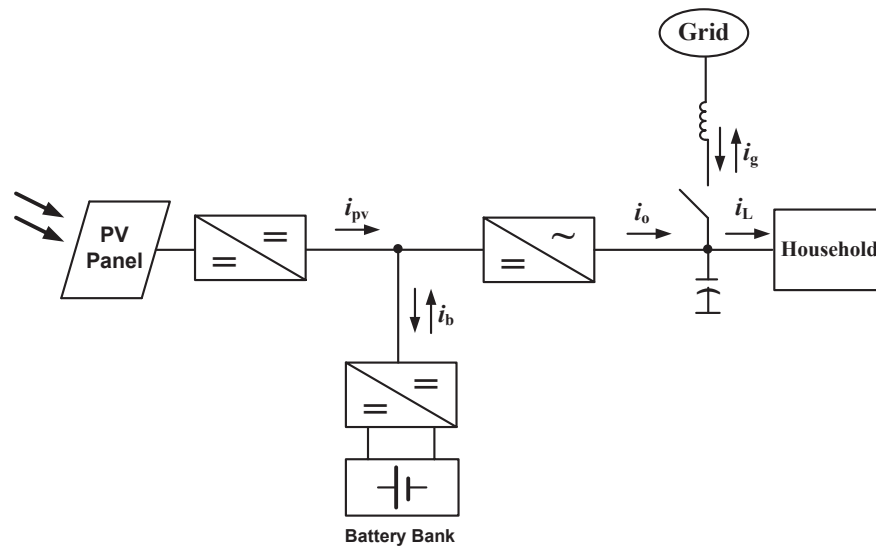 Grid
i_g
i_pv
i_o
i_L
PV
Panel
Household
i_b
Battery Bank